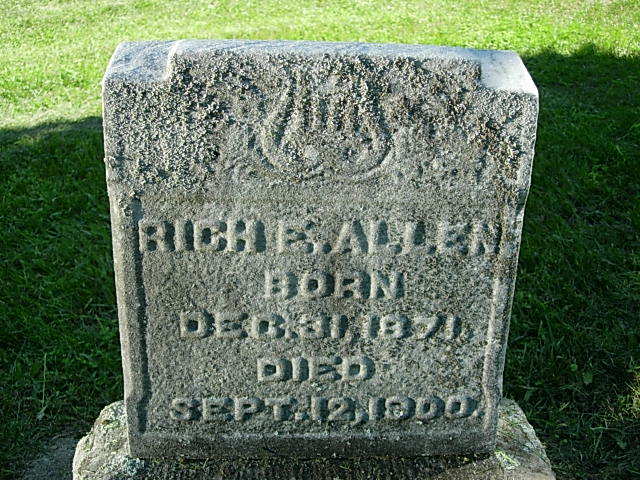 RICH E. ALLEN
BORN
DEC. 31, 1871
DIED
SEPT. 12, 1900.